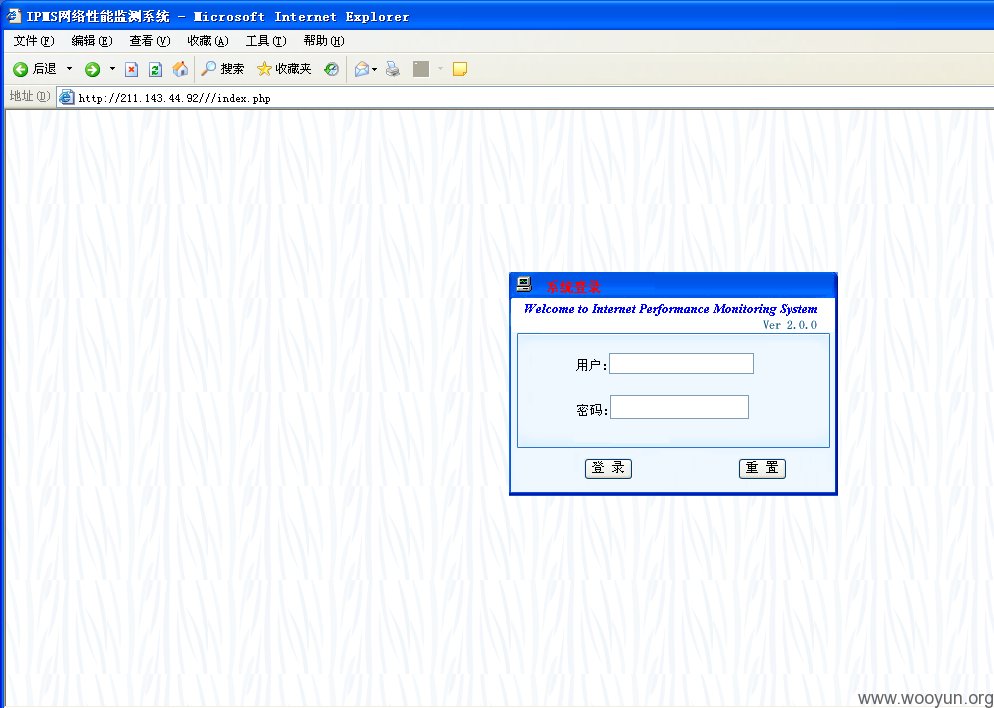 IPMS网络性能监测系统 - Microsoft Internet Explorer
文件(F) 编辑(E) 查看(V) 收藏(A) 工具(T) 帮助(H)
后退 搜索 收藏夹
地址(D) http://211.143.44.92///index.php
系统登录
Welcome to Internet Performance Monitoring System
Ver 2.0.0
用户:
密码:
登 录 重 置
www.wooyun.org